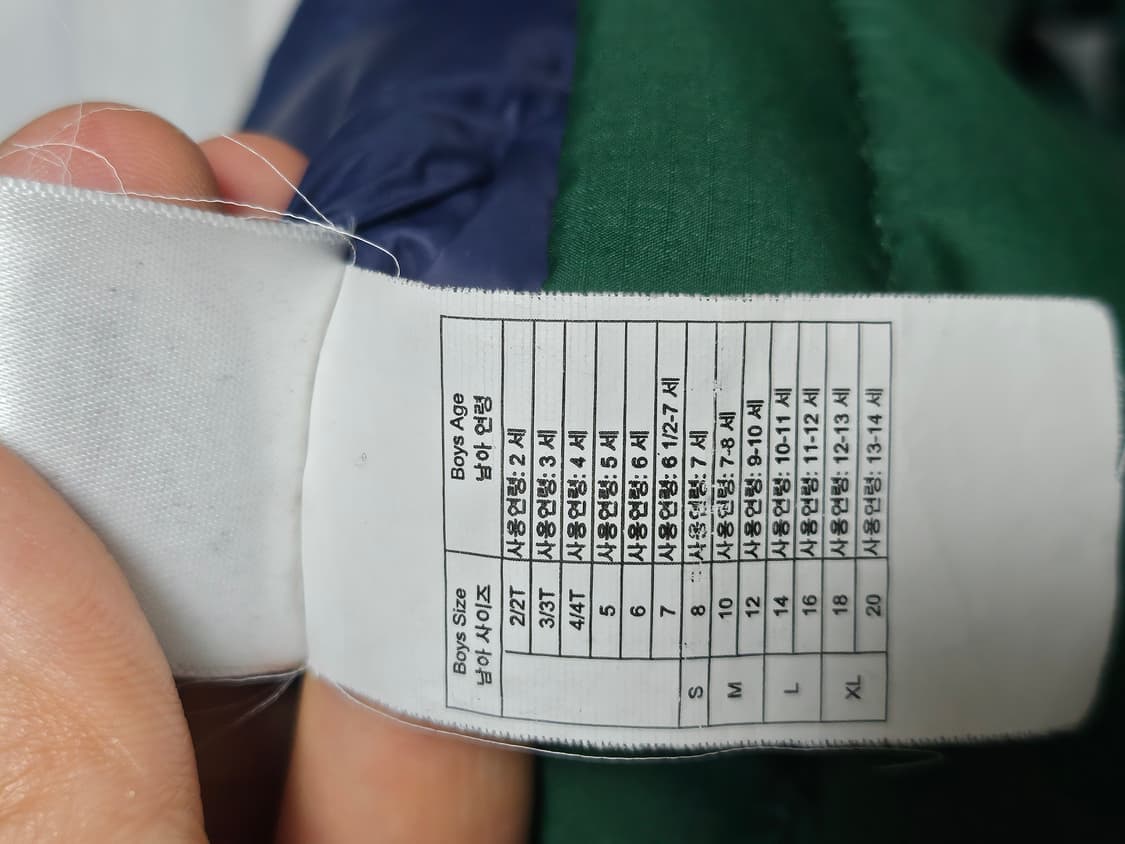 Boys Size Boys Age
남아 사이즈 남아 연령
2/2T 사용연령: 2 세
3/3T 사용연령: 3 세
4/4T 사용연령: 4 세
5 사용연령: 5 세
6 사용연령: 6 세
7 사용연령: 6 1/2-7 세
S 8 사용연령: 7 세
M 10 사용연령: 7-8 세
12 사용연령: 9-10 세
L 14 사용연령: 10-11 세
16 사용연령: 11-12 세
XL 18 사용연령: 12-13 세
20 사용연령: 13-14 세